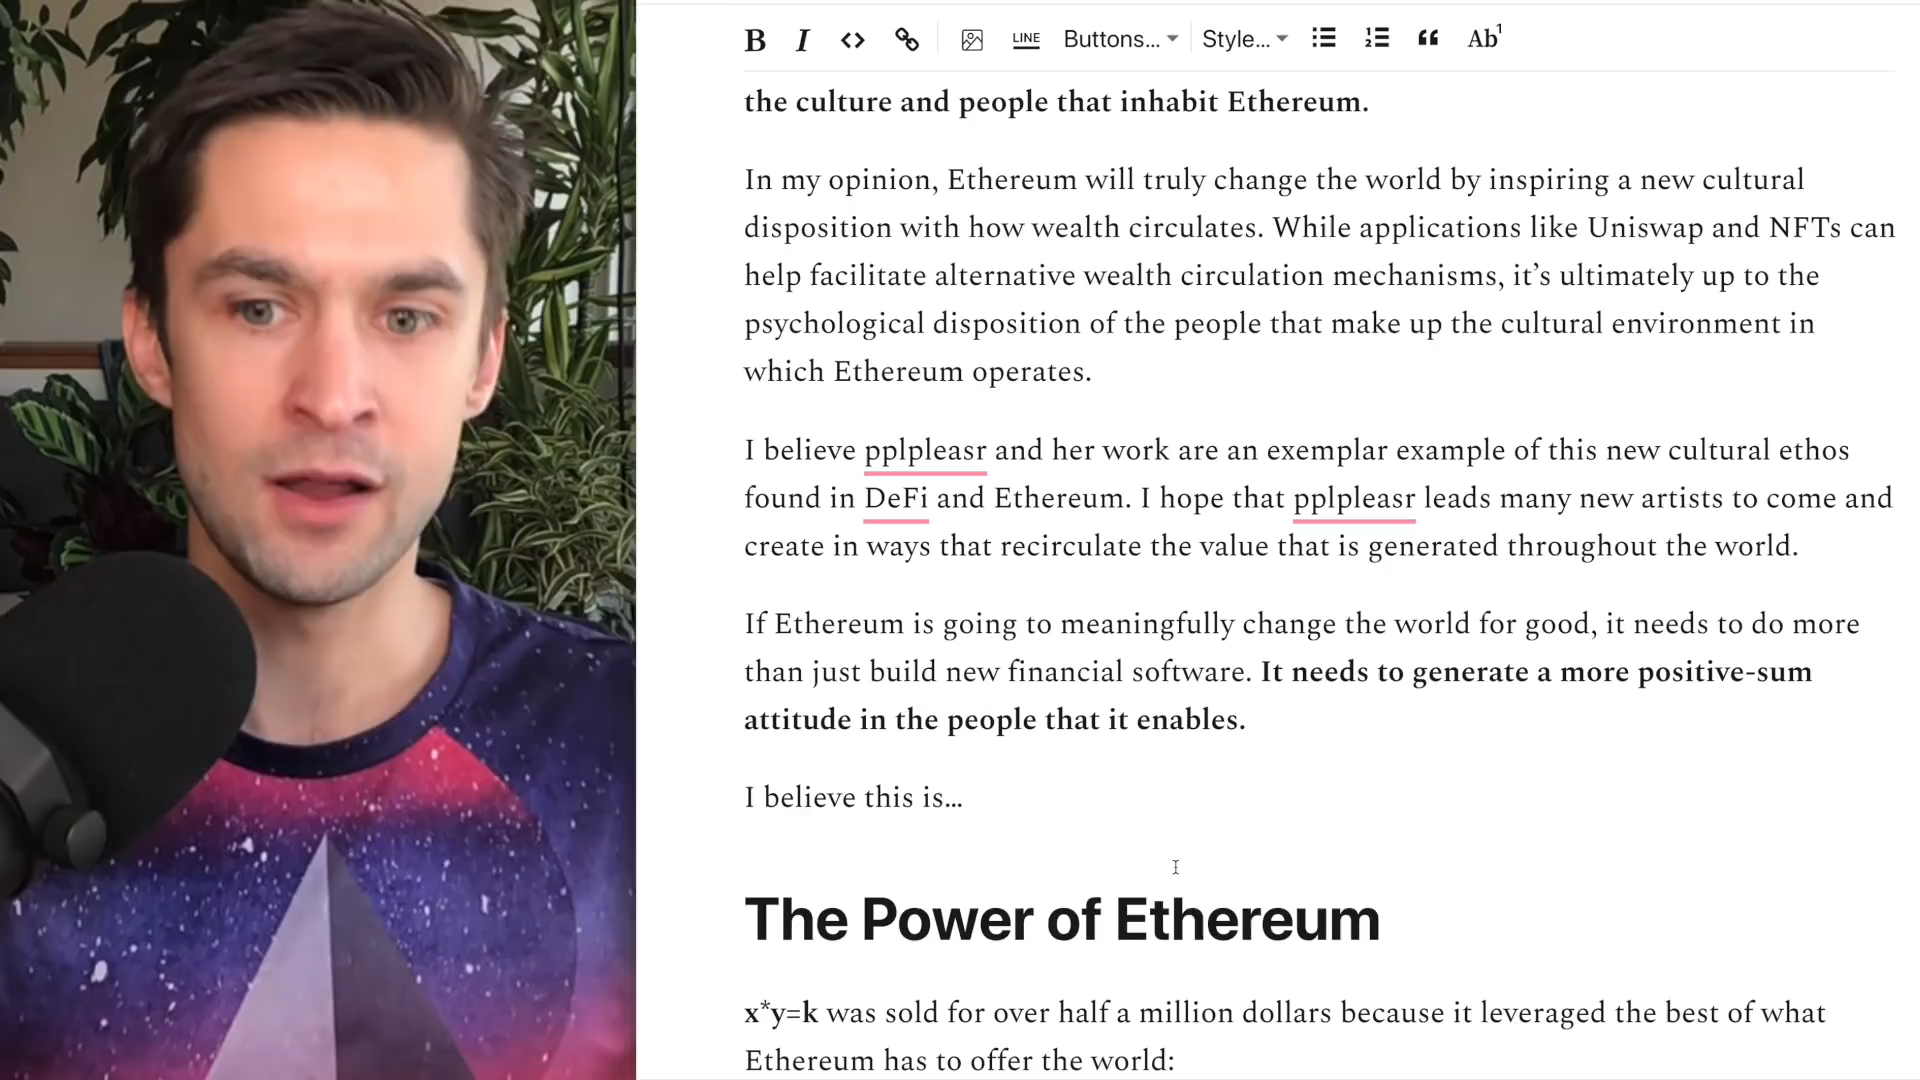 B I <> LINE Buttons... Style... Ab¹
the culture and people that inhabit Ethereum.
In my opinion, Ethereum will truly change the world by inspiring a new cultural
disposition with how wealth circulates. While applications like Uniswap and NFTs can
help facilitate alternative wealth circulation mechanisms, it’s ultimately up to the
psychological disposition of the people that make up the cultural environment in
which Ethereum operates.
I believe pplpleasr and her work are an exemplar example of this new cultural ethos
found in DeFi and Ethereum. I hope that pplpleasr leads many new artists to come and
create in ways that recirculate the value that is generated throughout the world.
If Ethereum is going to meaningfully change the world for good, it needs to do more
than just build new financial software. It needs to generate a more positive-sum
attitude in the people that it enables.
I believe this is…
The Power of Ethereum
x*y=k was sold for over half a million dollars because it leveraged the best of what
Ethereum has to offer the world: